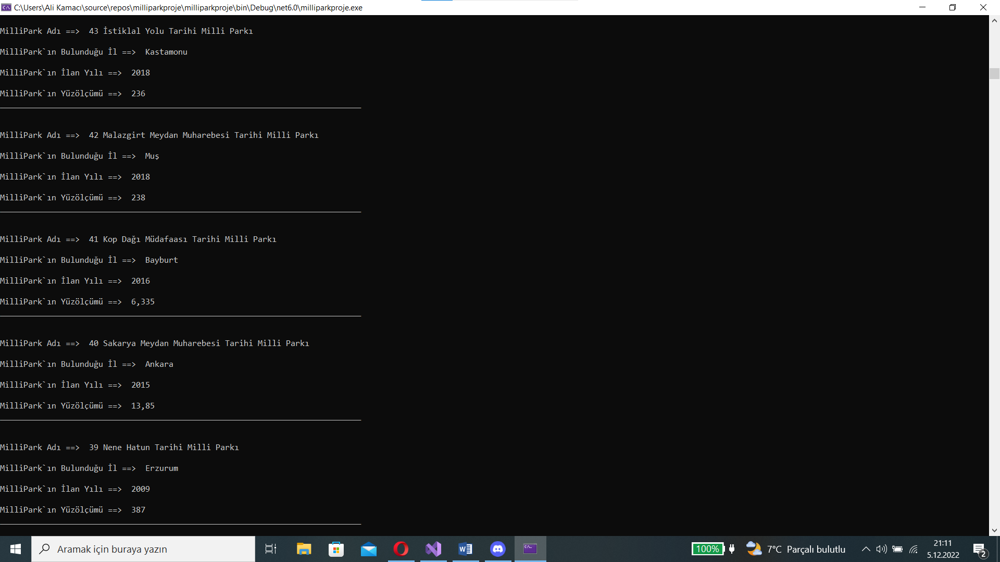 C:\Users\Ali Kamacı\source\repos\milliparkproje\milliparkproje\bin\Debug\net6.0\milliparkproje.exe
MilliPark Adı ==>  43 İstiklal Yolu Tarihi Milli Parkı
MilliPark`ın Bulunduğu İl ==>  Kastamonu
MilliPark`ın İlan Yılı ==>  2018
MilliPark`ın Yüzölçümü ==>  236
MilliPark Adı ==>  42 Malazgirt Meydan Muharebesi Tarihi Milli Parkı
MilliPark`ın Bulunduğu İl ==>  Muş
MilliPark`ın İlan Yılı ==>  2018
MilliPark`ın Yüzölçümü ==>  238
MilliPark Adı ==>  41 Kop Dağı Müdafaası Tarihi Milli Parkı
MilliPark`ın Bulunduğu İl ==>  Bayburt
MilliPark`ın İlan Yılı ==>  2016
MilliPark`ın Yüzölçümü ==>  6,335
MilliPark Adı ==>  40 Sakarya Meydan Muharebesi Tarihi Milli Parkı
MilliPark`ın Bulunduğu İl ==>  Ankara
MilliPark`ın İlan Yılı ==>  2015
MilliPark`ın Yüzölçümü ==>  13,85
MilliPark Adı ==>  39 Nene Hatun Tarihi Milli Parkı
MilliPark`ın Bulunduğu İl ==>  Erzurum
MilliPark`ın İlan Yılı ==>  2009
MilliPark`ın Yüzölçümü ==>  387
Aramak için buraya yazın
100%
7°C Parçalı bulutlu
21:11
5.12.2022
2